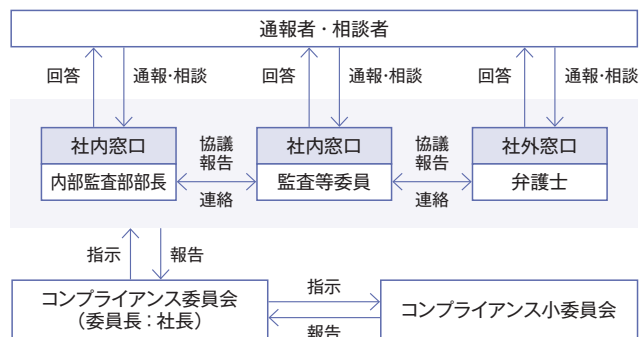 通報者・相談者
回答
通報・相談
回答
通報・相談
回答
通報・相談
社内窓口
内部監査部部長
協議
報告
連絡
社内窓口
監査等委員
協議
報告
連絡
社外窓口
弁護士
指示
報告
コンプライアンス委員会
（委員長：社長）
指示
報告
コンプライアンス小委員会